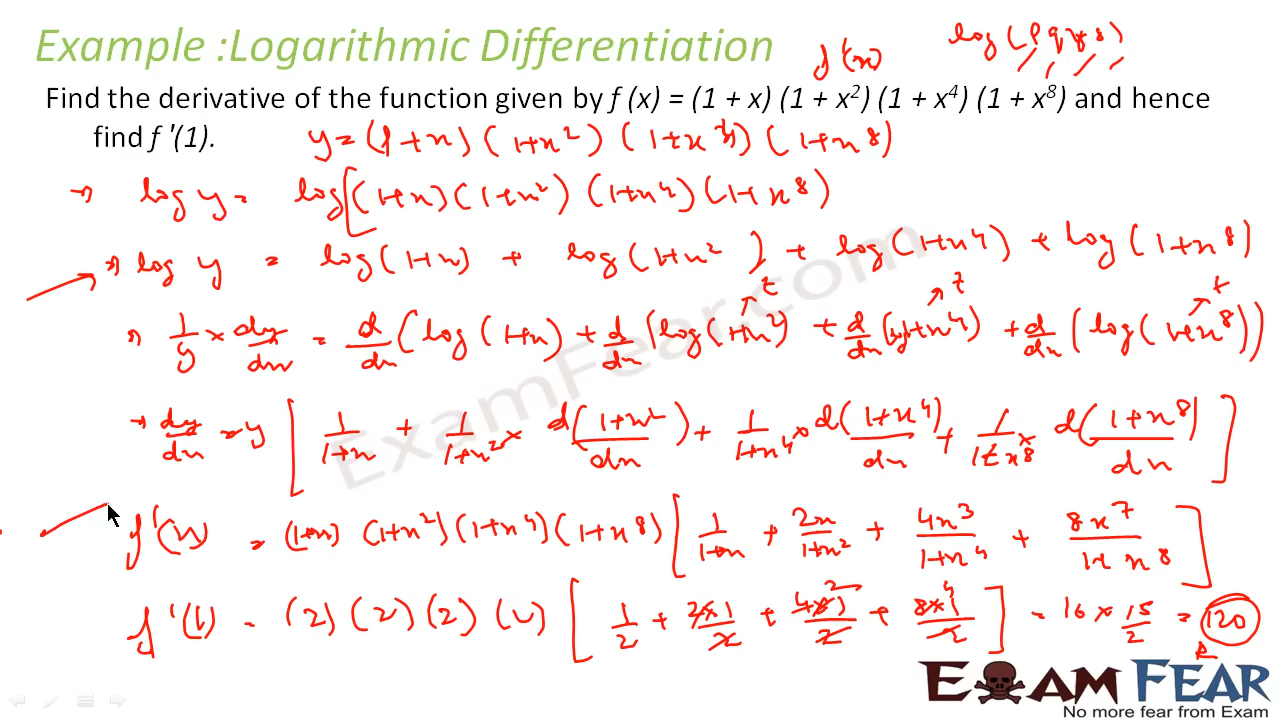 Example :Logarithmic Differentiation
f'(x) log(p q r s)
Find the derivative of the function given by f (x) = (1 + x) (1 + x²) (1 + x⁴) (1 + x⁸) and hence
find f '(1).
y = (1+x) (1+x²) (1+x⁴) (1+x⁸)
→ log y = log[(1+x) (1+x²) (1+x⁴) (1+x⁸)
→ log y = log(1+x) + log(1+x²) + log(1+x⁴) + log(1+x⁸)
t t t
→ 1/y × dy/dx = d/dx (log(1+x) + d/dx (log(1+x²) + d/dx (log(1+x⁴) + d/dx (log(1+x⁸))
→ dy/dx = y [ 1/(1+x) + 1/(1+x²) × d(1+x²)/dx + 1/(1+x⁴) × d(1+x⁴)/dx + 1/(1+x⁸) × d(1+x⁸)/dx ]
f'(x) = (1+x) (1+x²) (1+x⁴) (1+x⁸) [ 1/(1+x) + 2x/(1+x²) + 4x³/(1+x⁴) + 8x⁷/(1+x⁸) ]
f'(1) = (2) (2) (2) (2) [ 1/2 + 2×1/2 + 4×1/2 + 8×1/2 ] = 16 × 15/2 = 120
ExamFear.com
EXAM FEAR
No more fear from Exam